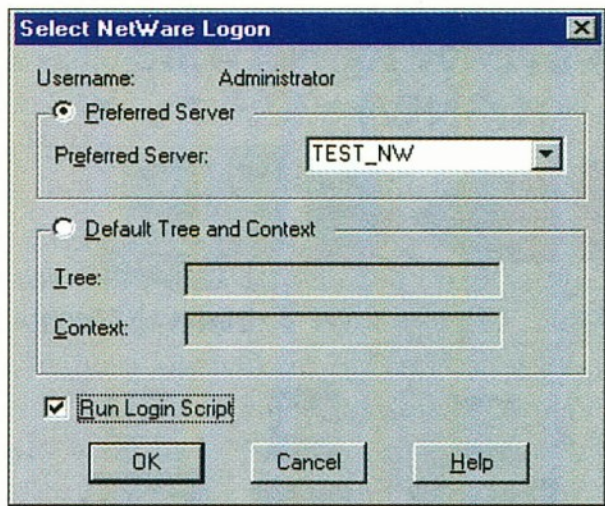 Select NetWare Logon
Username: Administrator
Preferred Server
Preferred Server: TEST_NW
Default Tree and Context
Tree:
Context:
Run Login Script
OK Cancel Help